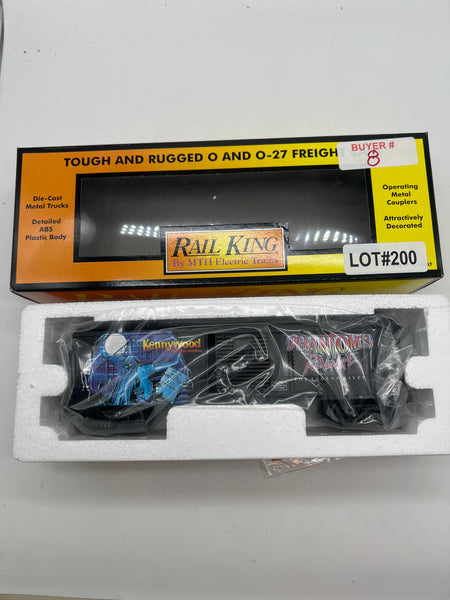 BUYER #
8
TOUGH AND RUGGED O AND O-27 FREIGHT
Die-Cast
Metal Trucks
Detailed
ABS
Plastic Body
Operating
Metal
Couplers
Attractively
Decorated
RAIL KING
By MTH Electric Trains
LOT#200
Kennywood
PHANTOM'S